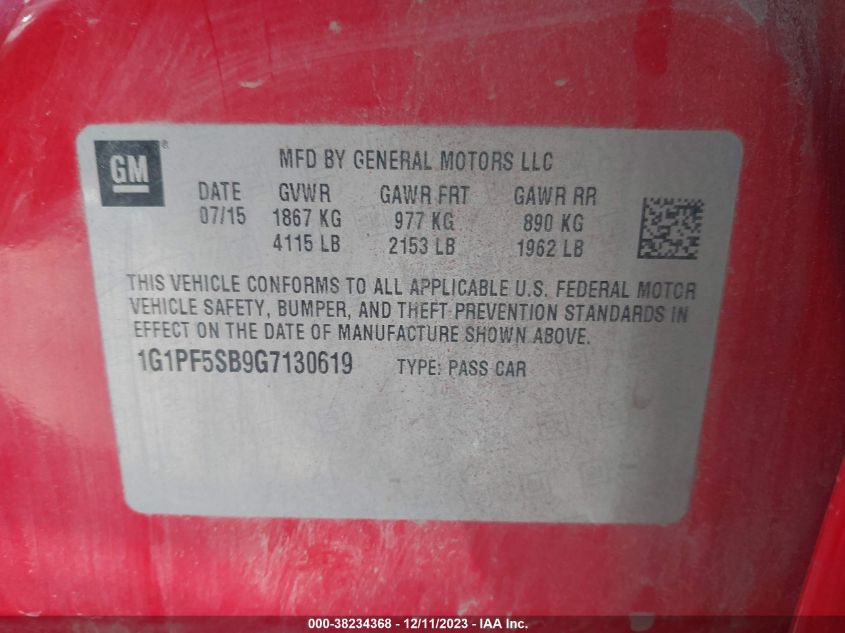 GM®
MFD BY GENERAL MOTORS LLC
DATE GVWR GAWR FRT GAWR RR
07/15 1867 KG 977 KG 890 KG
4115 LB 2153 LB 1962 LB
THIS VEHICLE CONFORMS TO ALL APPLICABLE U.S. FEDERAL MOTOR
VEHICLE SAFETY, BUMPER, AND THEFT PREVENTION STANDARDS IN
EFFECT ON THE DATE OF MANUFACTURE SHOWN ABOVE.
1G1PF5SB9G7130619 TYPE: PASS CAR
000-38234368 - 12/11/2023 - IAAI.com